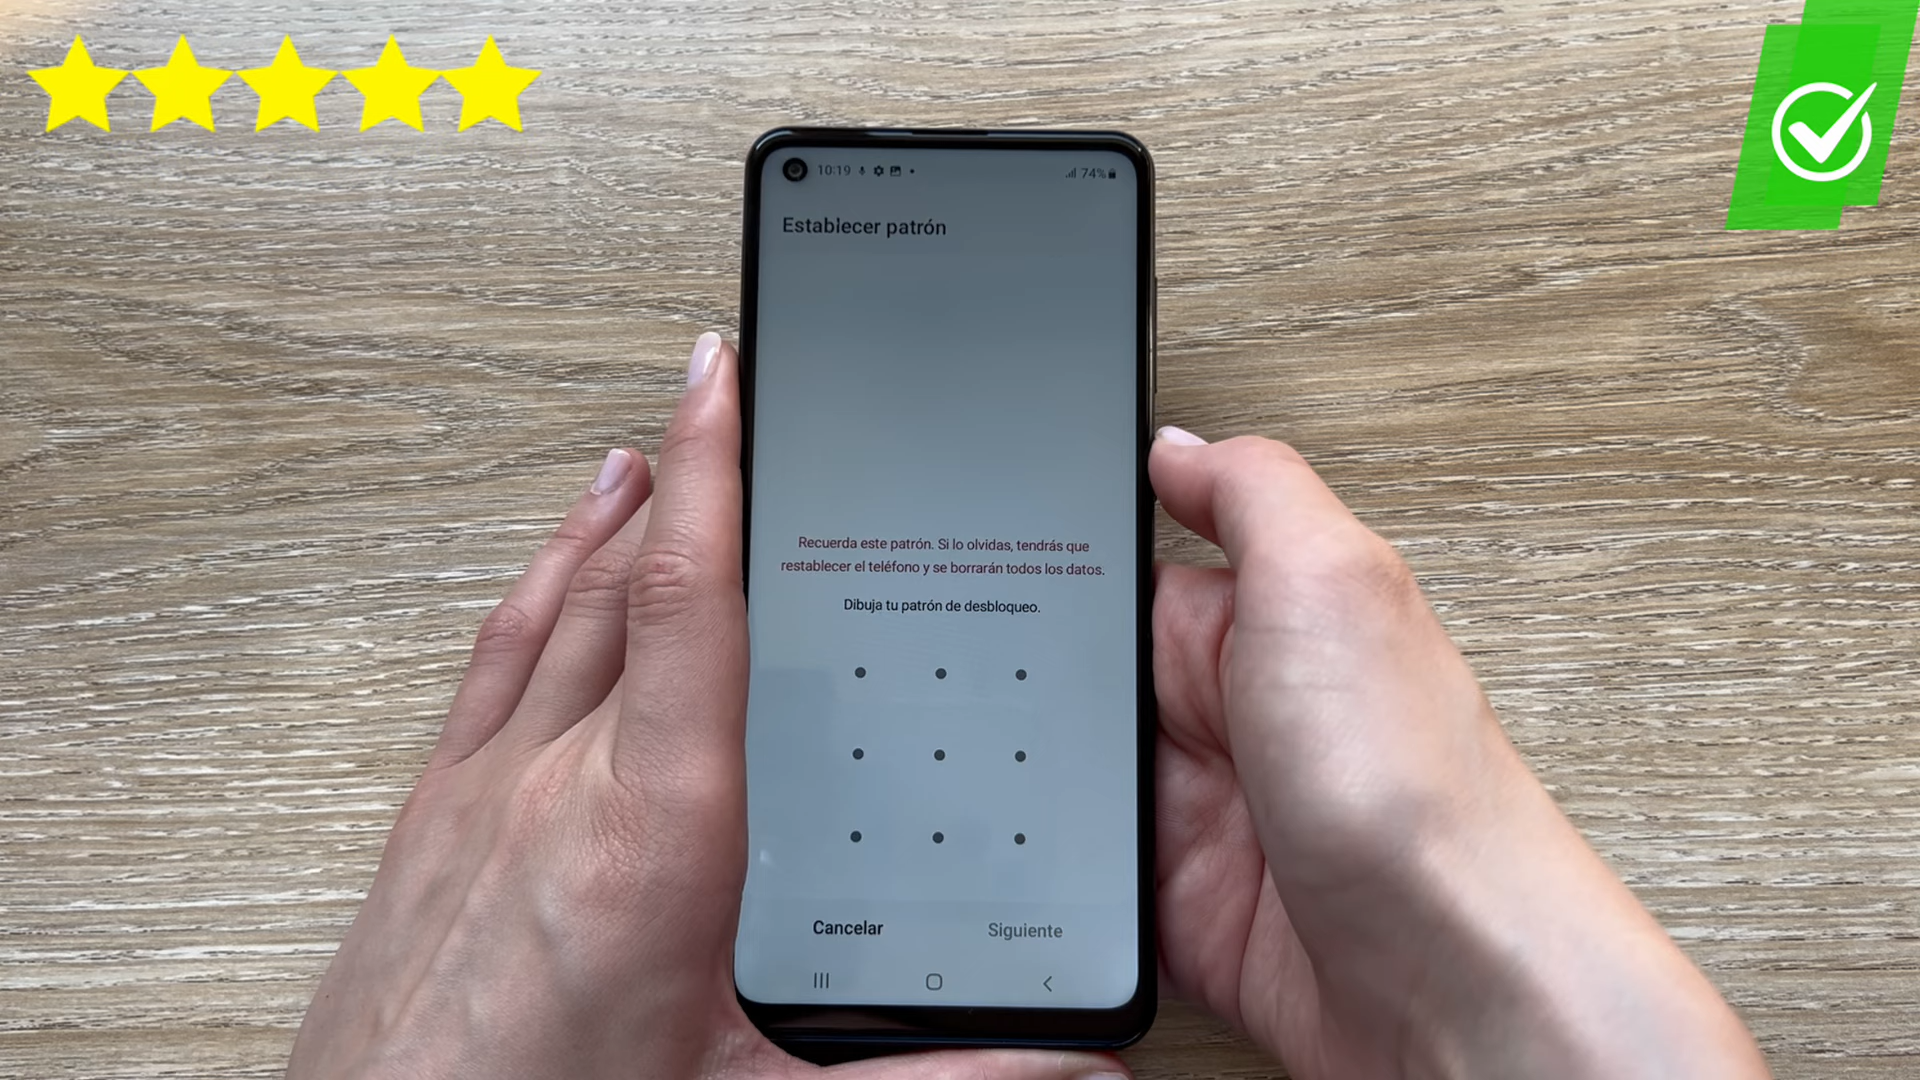 10:19
74%
Establecer patrón
Recuerda este patrón. Si lo olvidas, tendrás que
restablecer el teléfono y se borrarán todos los datos.
Dibuja tu patrón de desbloqueo.
Cancelar
Siguiente